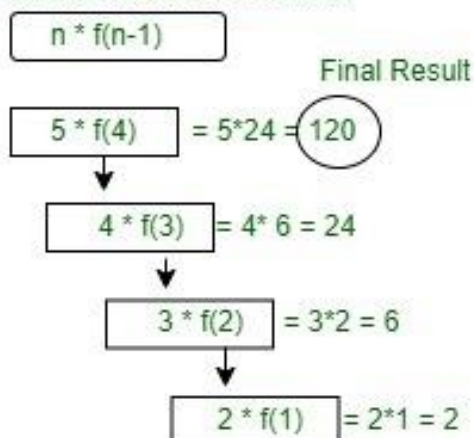 n * f(n-1)
Final Result
5 * f(4) = 5*24 = 120
4 * f(3) = 4* 6 = 24
3 * f(2) = 3*2 = 6
2 * f(1) = 2*1 = 2